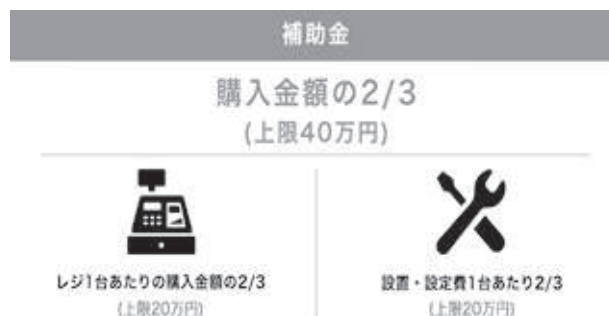 補助金
購入金額の2/3
(上限40万円)
レジ1台あたりの購入金額の2/3
(上限20万円)
設置・設定費1台あたり2/3
(上限20万円)